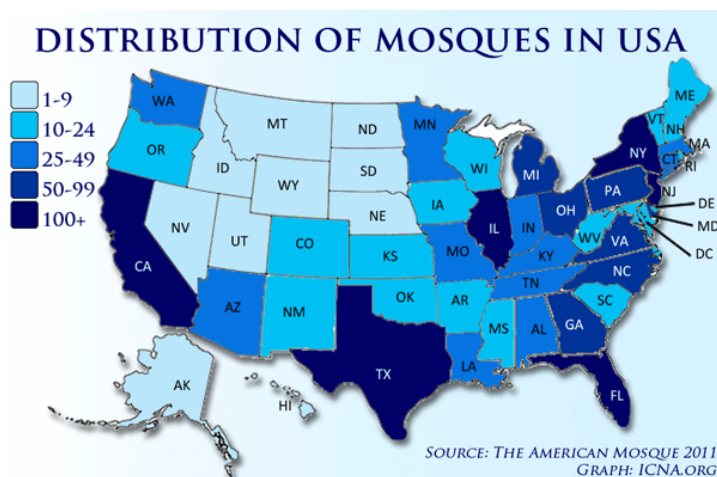 DISTRIBUTION OF MOSQUES IN USA
1-9
10-24
25-49
50-99
100+
WA
OR
CA
NV
ID
MT
WY
UT
AZ
CO
NM
ND
SD
NE
KS
OK
TX
MN
IA
MO
AR
LA
WI
IL
MS
MI
IN
KY
TN
AL
OH
WV
VA
NC
SC
GA
FL
PA
NY
VT
NH
ME
MA
CT
RI
NJ
DE
MD
DC
AK
HI
SOURCE: THE AMERICAN MOSQUE 2011
GRAPH: ICNA.ORG